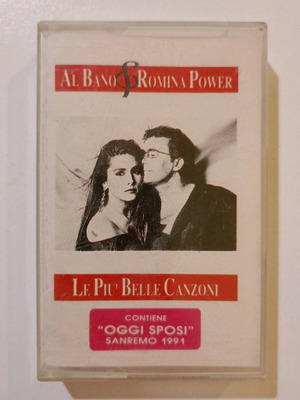 AL BANO & ROMINA POWER
LE PIU' BELLE CANZONI
CONTIENE
"OGGI SPOSI"
SANREMO 1991